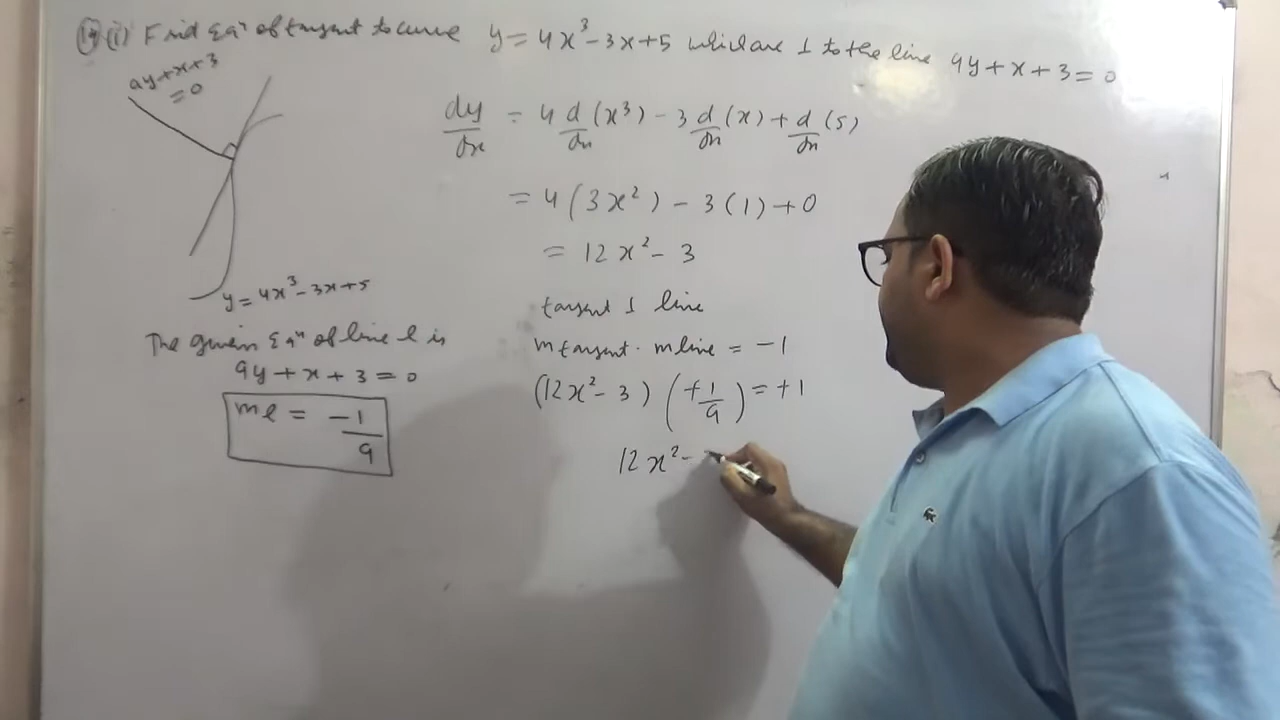 (19)(i) Find Eqⁿ of tangent to curve y = 4x³ - 3x + 5 which are ⊥ to the line 9y + x + 3 = 0
9y + x + 3 = 0
dy/dx = 4 d/dx (x³) - 3 d/dx (x) + d/dx (5)
= 4(3x²) - 3(1) + 0
= 12x² - 3
y = 4x³ - 3x + 5
tangent ⊥ line
The given Eqⁿ of line l is
9y + x + 3 = 0
ml = -1/9
m tangent . m line = -1
(12x² - 3) (+1/9) = +1
12x² -